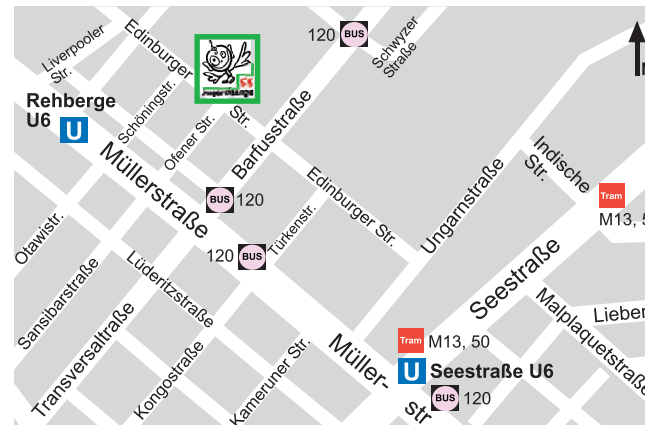 Liverpooler
Str.
Edinburger
Str.
120 BUS
Schwyzer
Straße
Rehberge
U6
U
Schöningstr.
Ofener Str.
Barfusstraße
BUS 120
Müllerstraße
120 BUS
Türkenstr.
Edinburger Str.
Ungarnstraße
Indische
Str.
Tram
M13, 5
Seestraße
Otawistr.
Sansibarstraße
Transversaltraße
Lüderitzstraße
Kongostraße
Kameruner Str.
Müller-
str
Tram M13, 50
U Seestraße U6
BUS 120
Malplaquetstraße
Lieben